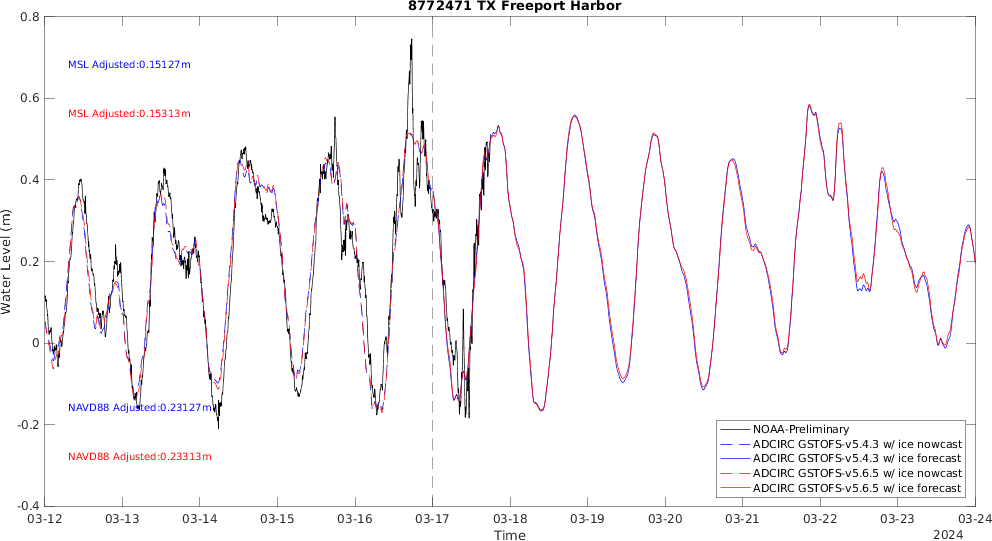 8772471 TX Freeport Harbor
0.8
0.6
0.4
0.2
0
-0.2
-0.4
Water Level (m)
MSL Adjusted:0.15127m
MSL Adjusted:0.15313m
NAVD88 Adjusted:0.23127m
NAVD88 Adjusted:0.23313m
NOAA-Preliminary
ADCIRC GSTOFS-v5.4.3 w/ ice nowcast
ADCIRC GSTOFS-v5.4.3 w/ ice forecast
ADCIRC GSTOFS-v5.6.5 w/ ice nowcast
ADCIRC GSTOFS-v5.6.5 w/ ice forecast
03-12 03-13 03-14 03-15 03-16 03-17 03-18 03-19 03-20 03-21 03-22 03-23 03-24
Time
2024